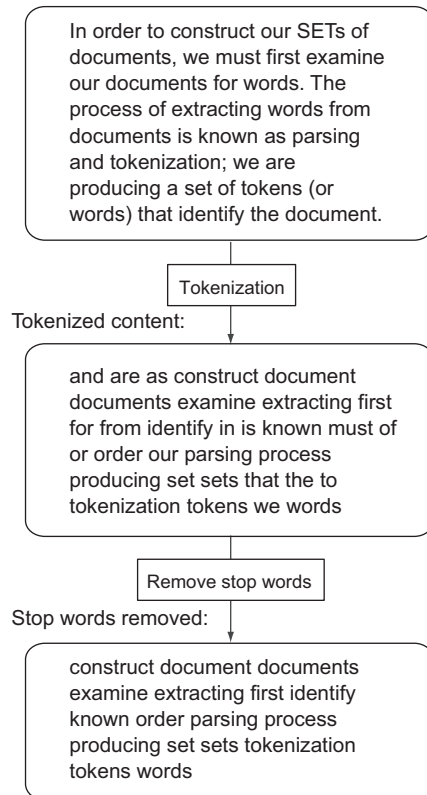 In order to construct our SETs of
documents, we must first examine
our documents for words. The
process of extracting words from
documents is known as parsing
and tokenization; we are
producing a set of tokens (or
words) that identify the document.
Tokenization
Tokenized content:
and are as construct document
documents examine extracting first
for from identify in is known must of
or order our parsing process
producing set sets that the to
tokenization tokens we words
Remove stop words
Stop words removed:
construct document documents
examine extracting first identify
known order parsing process
producing set sets tokenization
tokens words